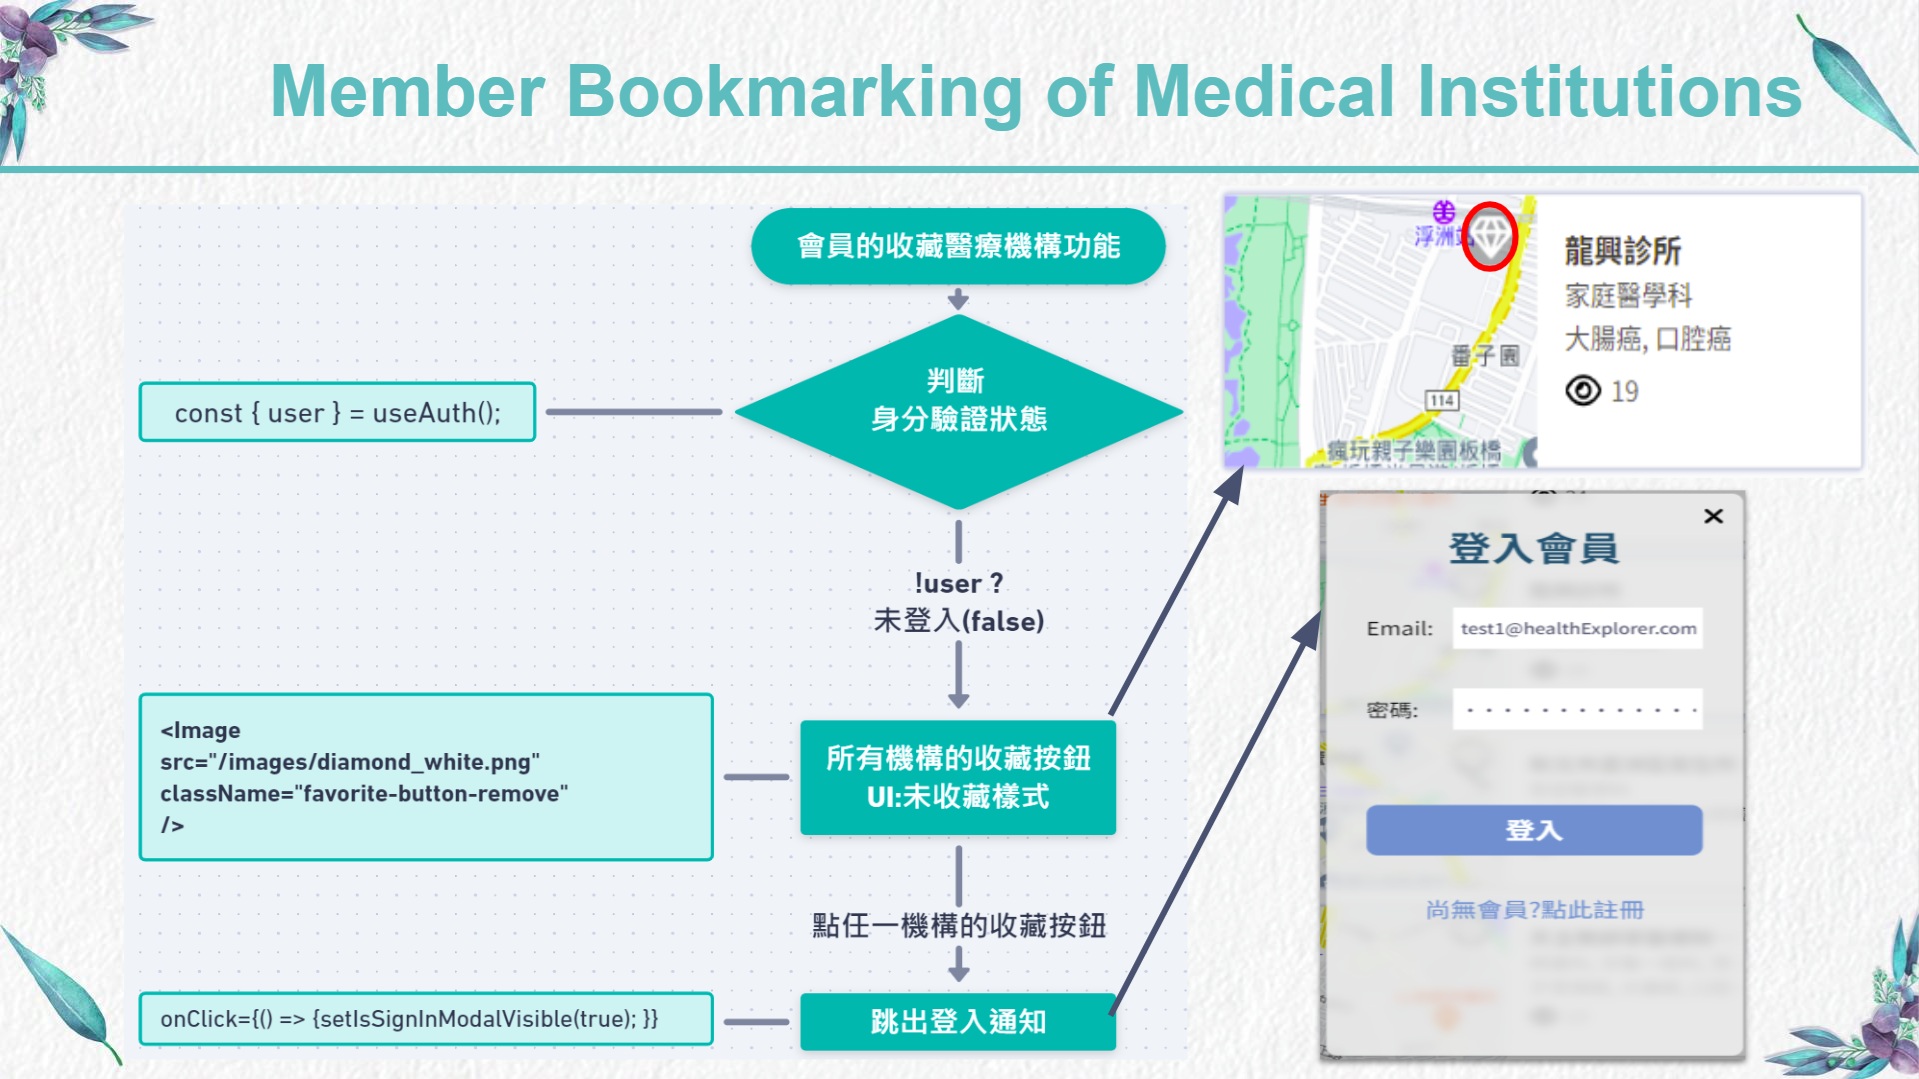 Member Bookmarking of Medical Institutions
會員的收藏醫療機構功能
判斷
身分驗證狀態
const { user } = useAuth();
!user ?
未登入(false)
<Image
src="/images/diamond_white.png"
className="favorite-button-remove"
/>
所有機構的收藏按鈕
UI:未收藏樣式
點任一機構的收藏按鈕
onClick={() => {setIsSignInModalVisible(true); }}
跳出登入通知
浮洲
番子園
114
瘋玩親子樂園板橋
龍興診所
家庭醫學科
大腸癌, 口腔癌
19
×
登入會員
Email:
test1@healthExplorer.com
密碼:
登入
尚無會員?點此註冊